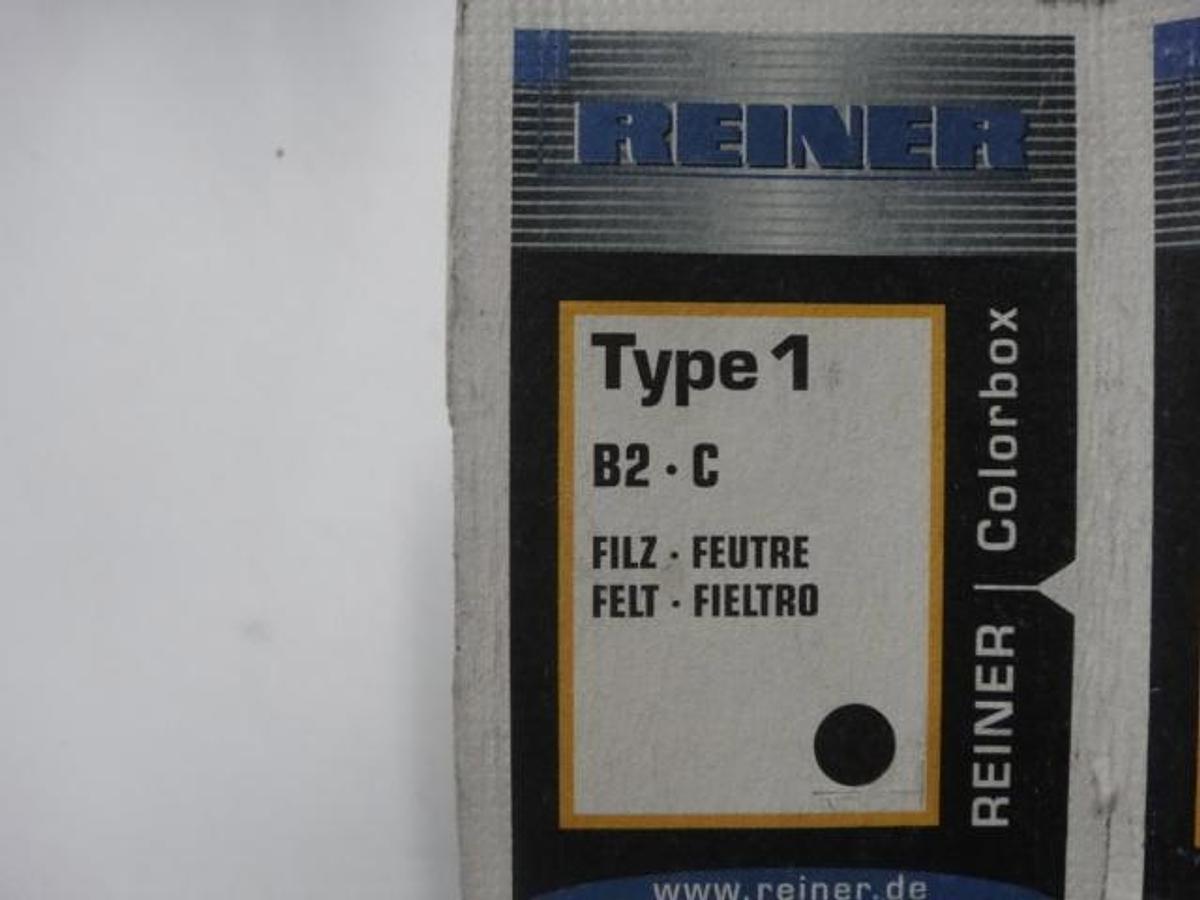 REINER
Type 1
B2 · C
FILZ · FEUTRE
FELT · FIELTRO
REINER | Colorbox
www.reiner.de